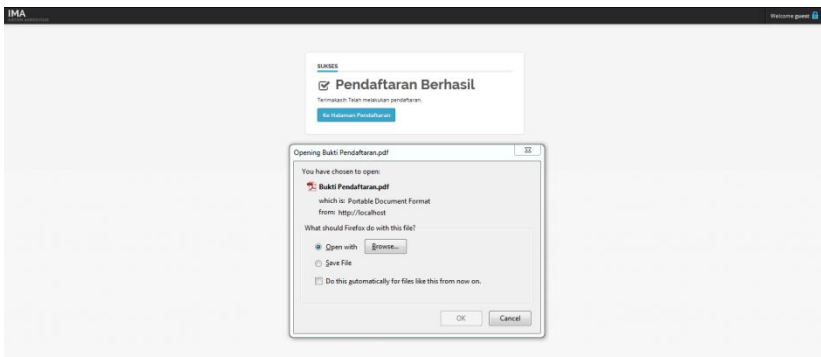 IMA
Welcome guest
SUKSES
Pendaftaran Berhasil
Terimakasih Telah melakukan pendaftaran.
Ke Halaman Pendaftaran
Opening Bukti Pendaftaran.pdf
You have chosen to open:
Bukti Pendaftaran.pdf
which is: Portable Document Format
from: http://localhost
What should Firefox do with this file?
Open with Browse...
Save File
Do this automatically for files like this from now on.
OK Cancel